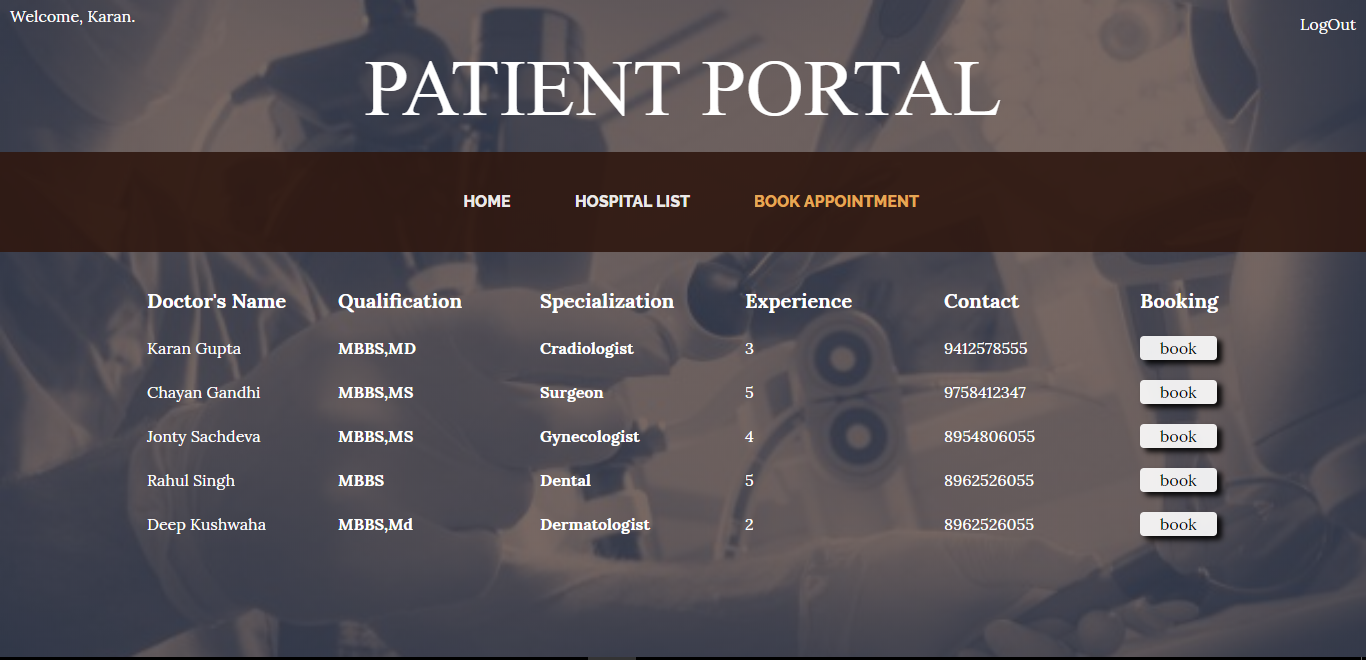 Welcome, Karan.
LogOut
PATIENT PORTAL
HOME HOSPITAL LIST BOOK APPOINTMENT
Doctor's Name Qualification Specialization Experience Contact Booking
Karan Gupta MBBS,MD Cradiologist 3 9412578555 book
Chayan Gandhi MBBS,MS Surgeon 5 9758412347 book
Jonty Sachdeva MBBS,MS Gynecologist 4 8954806055 book
Rahul Singh MBBS Dental 5 8962526055 book
Deep Kushwaha MBBS,Md Dermatologist 2 8962526055 book